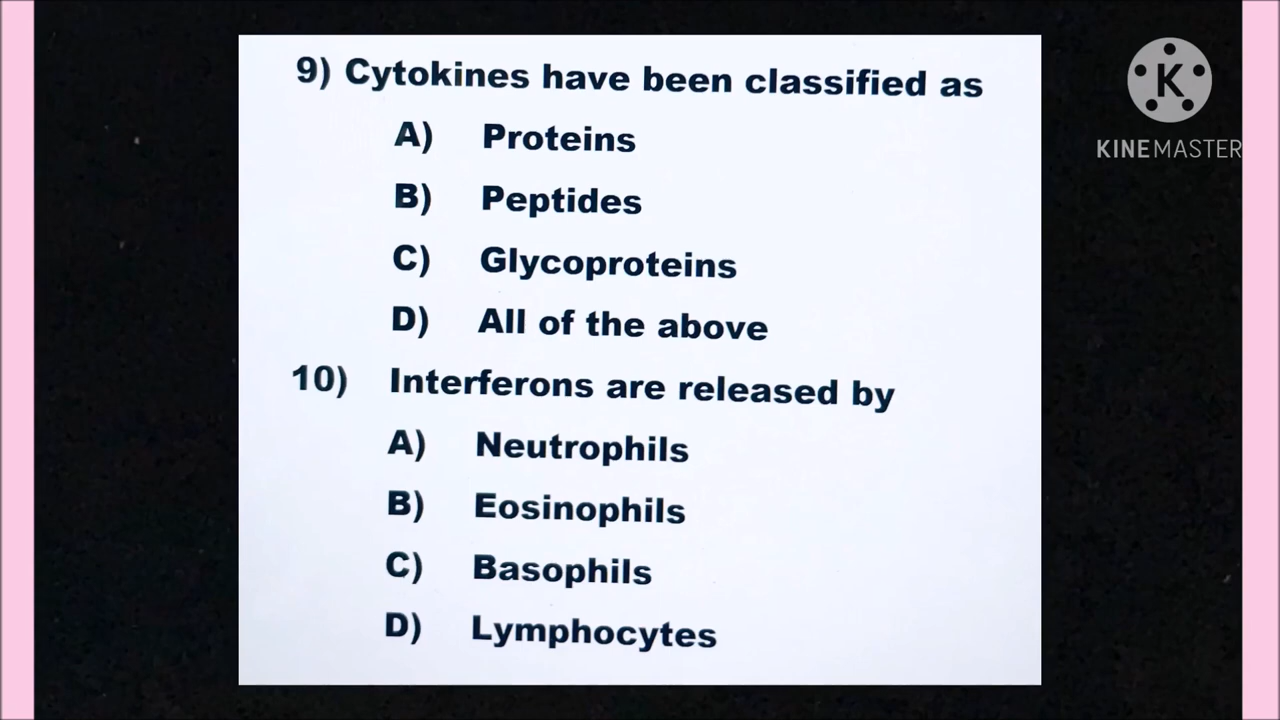 9) Cytokines have been classified as
A) Proteins
B) Peptides
C) Glycoproteins
D) All of the above
10) Interferons are released by
A) Neutrophils
B) Eosinophils
C) Basophils
D) Lymphocytes
K
KINEMASTER